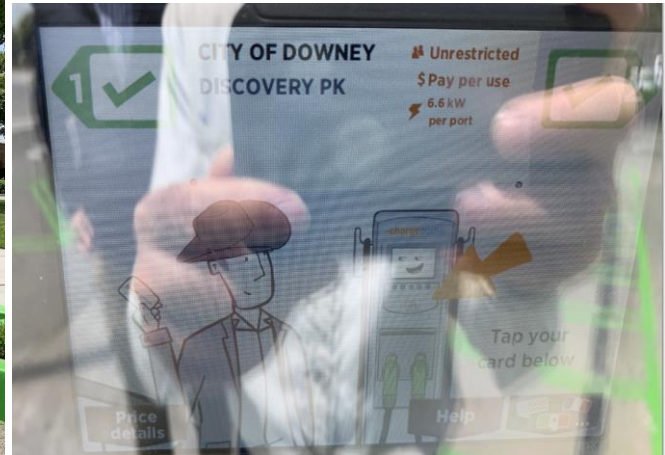 1
CITY OF DOWNEY
DISCOVERY PK
Unrestricted
$ Pay per use
6.6 kW
per port
Tap your
card below
Price
details
Help